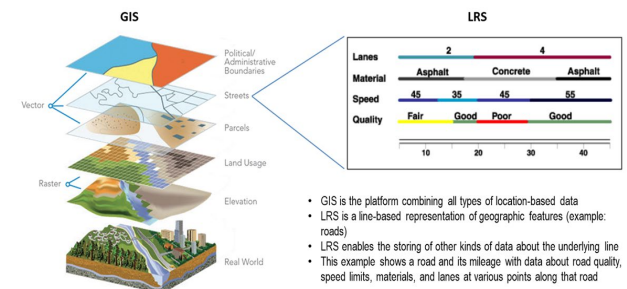 GIS
LRS
Political/
Administrative
Boundaries
Streets
Vector
Parcels
Land Usage
Raster
Elevation
Real World
Lanes 2 4
Material Asphalt Concrete Asphalt
Speed 45 35 45 55
Quality Fair Good Poor Good
10 20 30 40
• GIS is the platform combining all types of location-based data
• LRS is a line-based representation of geographic features (example:
roads)
• LRS enables the storing of other kinds of data about the underlying line
• This example shows a road and its mileage with data about road quality,
speed limits, materials, and lanes at various points along that road